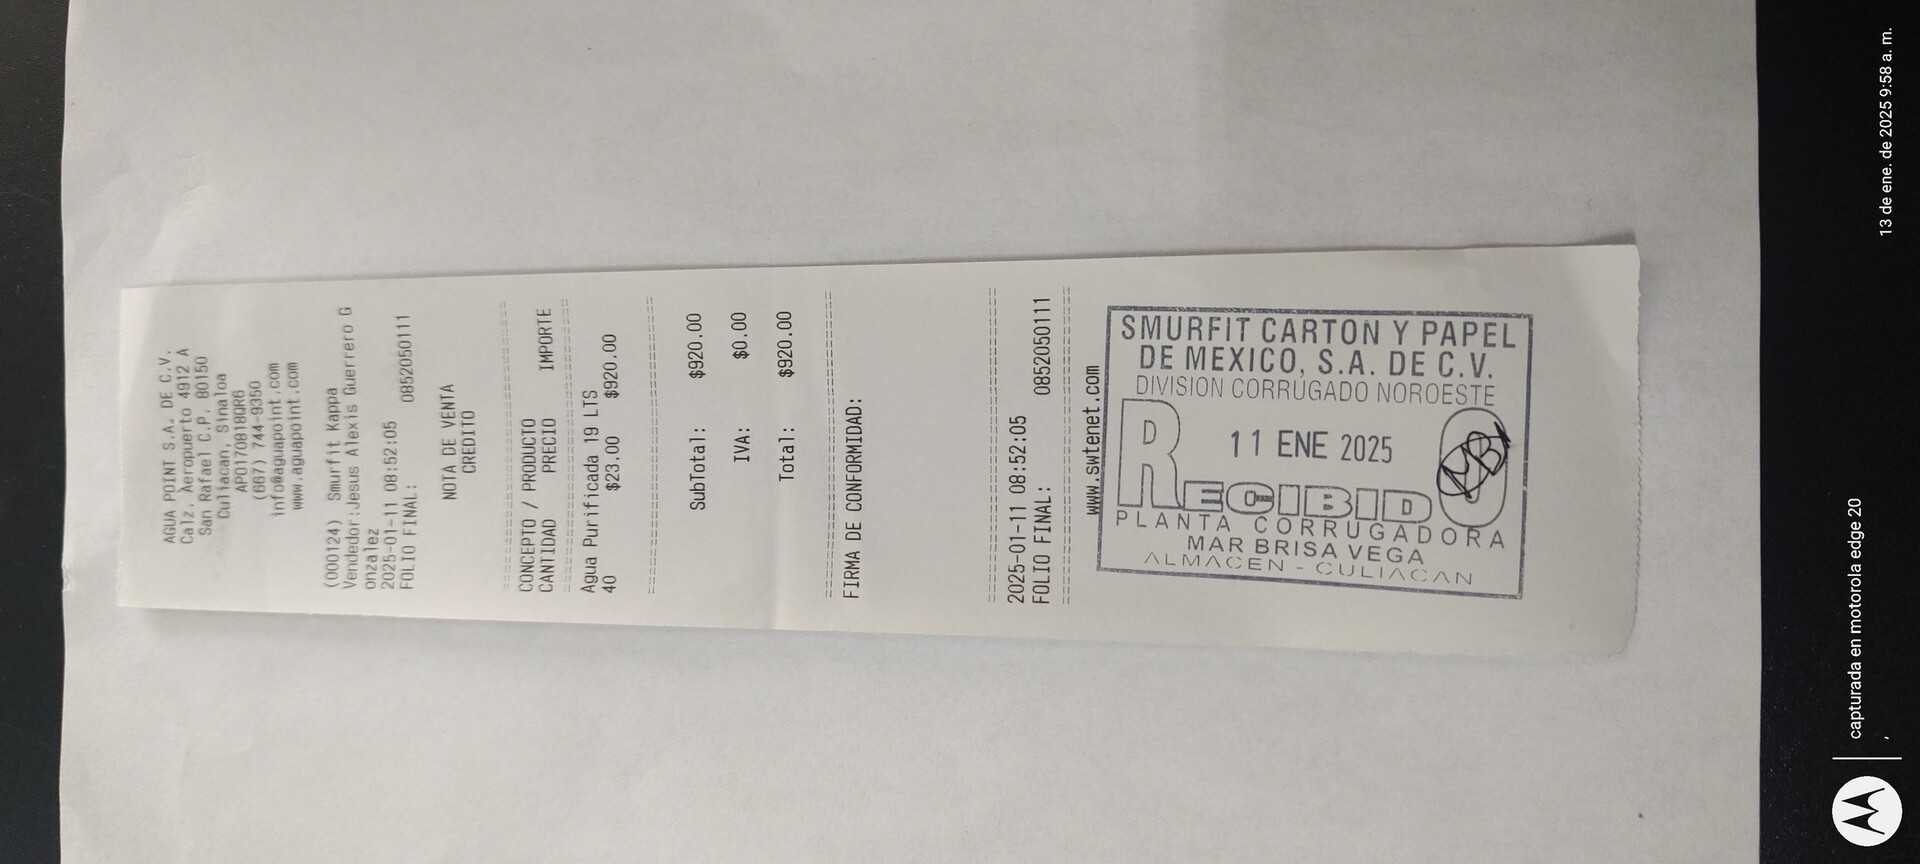 AGUA POINT S.A. DE C.V.
Calz. Aeropuerto 4912 A
San Rafael C.P. 80150
Culiacan, Sinaloa
APO170818QR6
(667) 744-9350
info@aguapoint.com
www.aguapoint.com
(000124) Smurfit Kappa
Vendedor:Jesus Alexis Guerrero G
onzalez
2025-01-11 08:52:05
FOLIO FINAL: 0852050111
NOTA DE VENTA
CREDITO
================================
CONCEPTO / PRODUCTO
CANTIDAD PRECIO IMPORTE
================================
Agua Purificada 19 LTS
40 $23.00 $920.00
================================
SubTotal: $920.00
IVA: $0.00
Total: $920.00
================================
FIRMA DE CONFORMIDAD:
================================
2025-01-11 08:52:05
FOLIO FINAL: 0852050111
================================
www.swtenet.com
SMURFIT CARTON Y PAPEL
DE MEXICO, S.A. DE C.V.
DIVISION CORRUGADO NOROESTE
11 ENE 2025
RECIBIDO
PLANTA CORRUGADORA
MAR BRISA VEGA
ALMACEN - CULIACAN
capturada en motorola edge 20
,
13 de ene. de 2025 9:58 a. m.